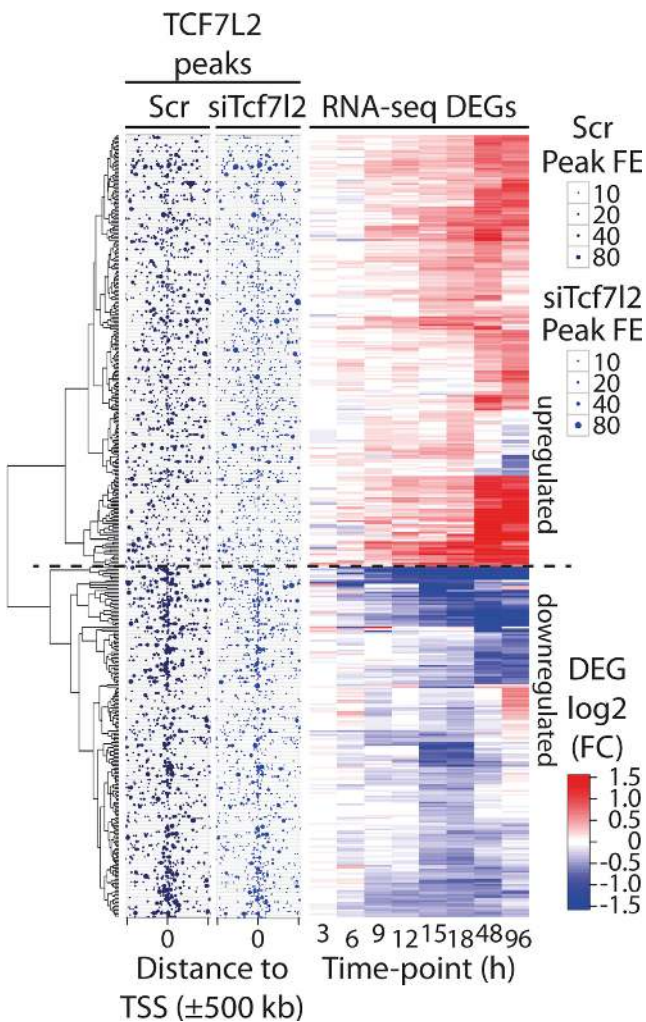 TCF7L2
peaks
Scr siTcf7l2 RNA-seq DEGs
Scr
Peak FE
10
20
40
80
siTcf7l2
Peak FE
10
20
40
80
upregulated
downregulated
DEG
log2
(FC)
1.5
1.0
0.5
0.0
-0.5
-1.0
-1.5
0 0 3 6 9 12 15 18 48 96
Distance to Time-point (h)
TSS (±500 kb)